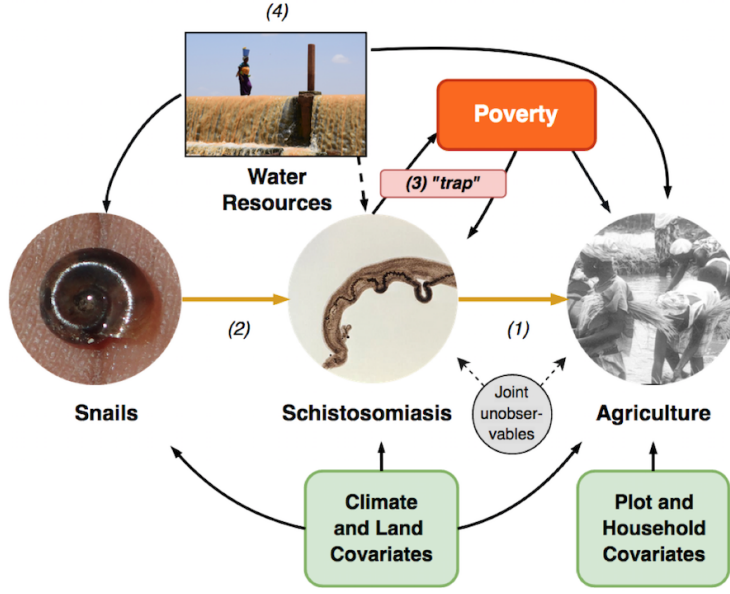 (4)
Poverty
(3) "trap"
Water
Resources
(2)
(1)
Snails
Schistosomiasis
Joint
unobser-
vables
Agriculture
Climate
and Land
Covariates
Plot and
Household
Covariates